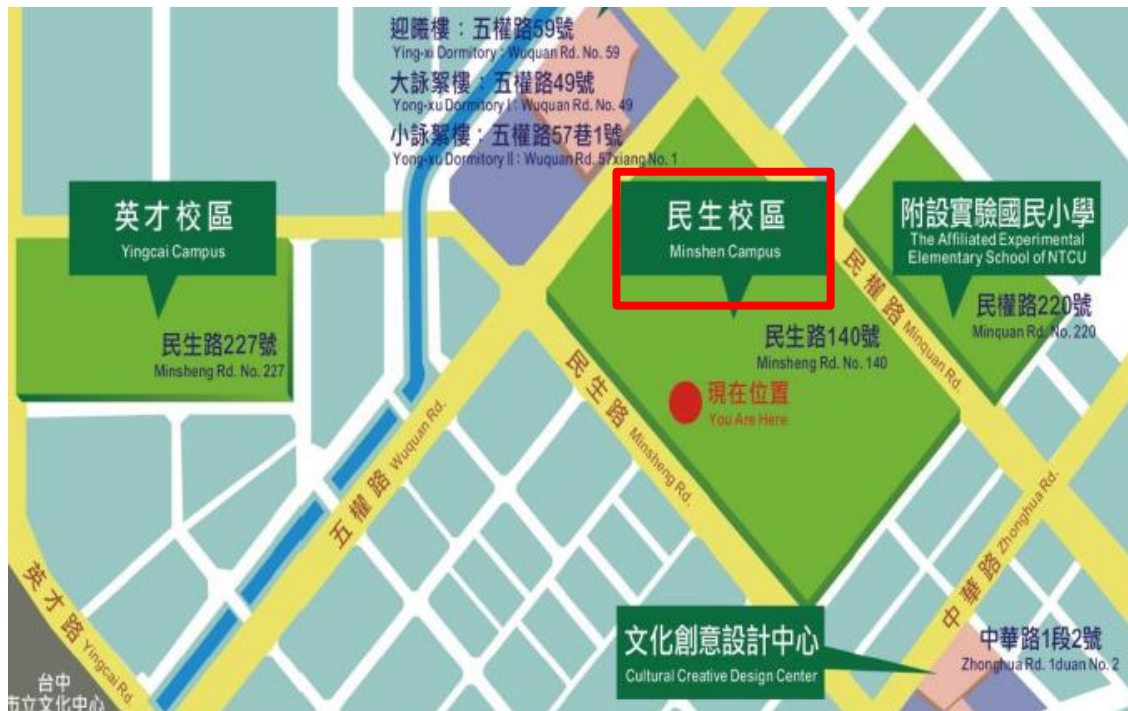 迎曦樓：五權路59號
Ying-xi Dormitory：Wuquan Rd. No. 59
大詠絮樓：五權路49號
Yong-xu Dormitory I：Wuquan Rd. No. 49
小詠絮樓：五權路57巷1號
Yong-xu Dormitory II：Wuquan Rd. 57xiang No. 1
英才校區
Yingcai Campus
民生路227號
Minsheng Rd. No. 227
民生校區
Minshen Campus
民生路140號
Minsheng Rd. No. 140
附設實驗國民小學
The Affiliated Experimental
Elementary School of NTCU
民權路220號
Minquan Rd. No. 220
民權路 Minquan Rd.
現在位置
You Are Here
民生路 Minsheng Rd.
五權路 Wuquan Rd.
中華路 Zhonghua Rd.
英才路 Yingcai Rd.
文化創意設計中心
Cultural Creative Design Center
中華路1段2號
Zhonghua Rd. 1duan No. 2
台中
市立文化中心